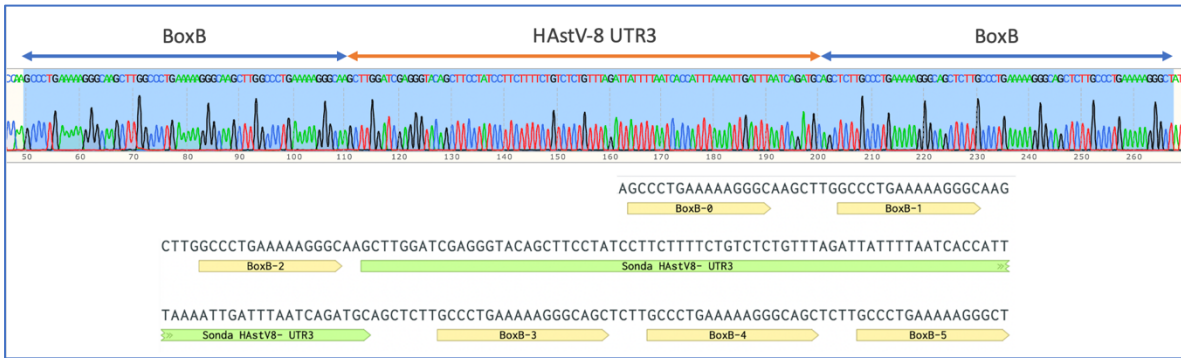 BoxB HAstV-8 UTR3 BoxB
CCAAGCCCTGAAAAAGGGCAAGCTTGGCCCTGAAAAAGGGCAAGCTTGGCCCTGAAAAAGGGCAAGCTTGGATCGAGGGTACAGCTTCCTATCCTTCTTTTCTGTCTCTGTTTAGATTATTTTAATCACCATTTAAAATTGATTTAATCAGATGCAGCTCTTGCCCTGAAAAAGGGCAGCTCTTGCCCTGAAAAAGGGCAGCTCTTGCCCTGAAAAAGGGCTAT
50 60 70 80 90 100 110 120 130 140 150 160 170 180 190 200 210 220 230 240 250 260
AGCCCTGAAAAAGGGCAAGCTTGGCCCTGAAAAAGGGCAAG
BoxB-0 BoxB-1
CTTGGCCCTGAAAAAGGGCAAGCTTGGATCGAGGGTACAGCTTCCTATCCTTCTTTTCTGTCTCTGTTTAGATTATTTTAATCACCATT
BoxB-2 Sonda HAstV8- UTR3
TAAAATTGATTTAATCAGATGCAGCTCTTGCCCTGAAAAAGGGCAGCTCTTGCCCTGAAAAAGGGCAGCTCTTGCCCTGAAAAAGGGCT
Sonda HAstV8- UTR3 BoxB-3 BoxB-4 BoxB-5